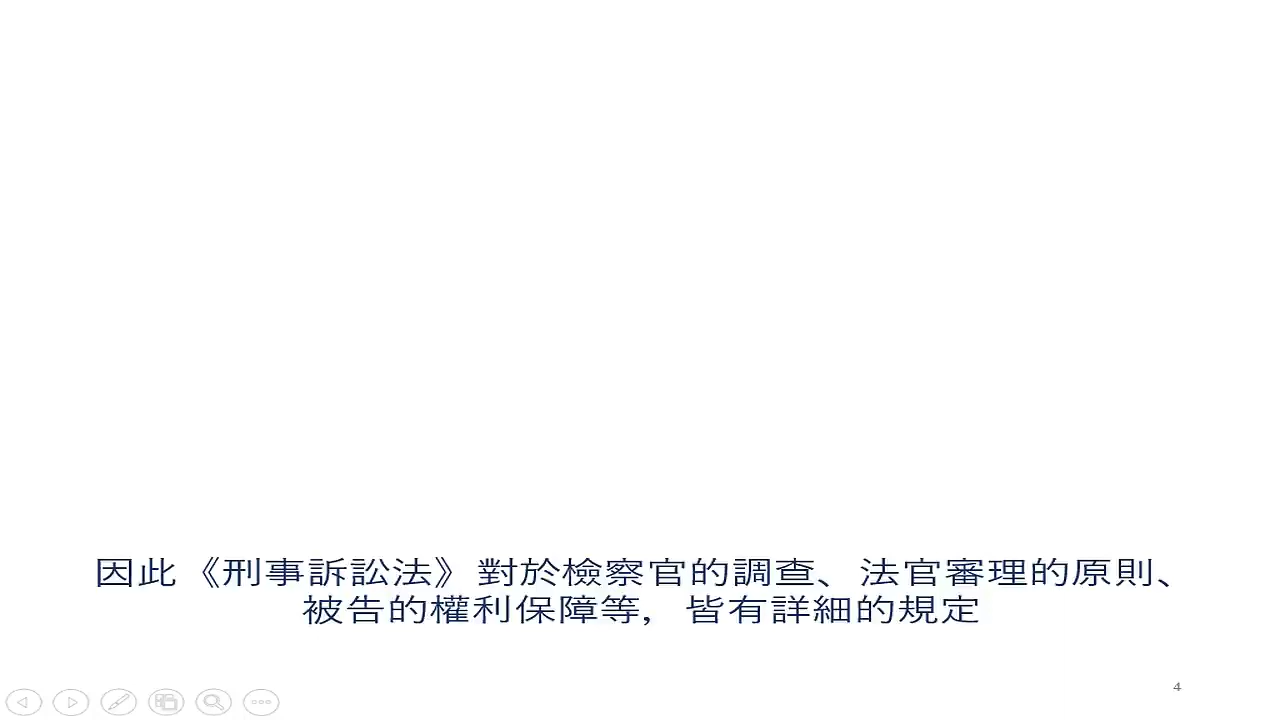 因此《刑事訴訟法》對於檢察官的調查、法官審理的原則、
被告的權利保障等，皆有詳細的規定
4